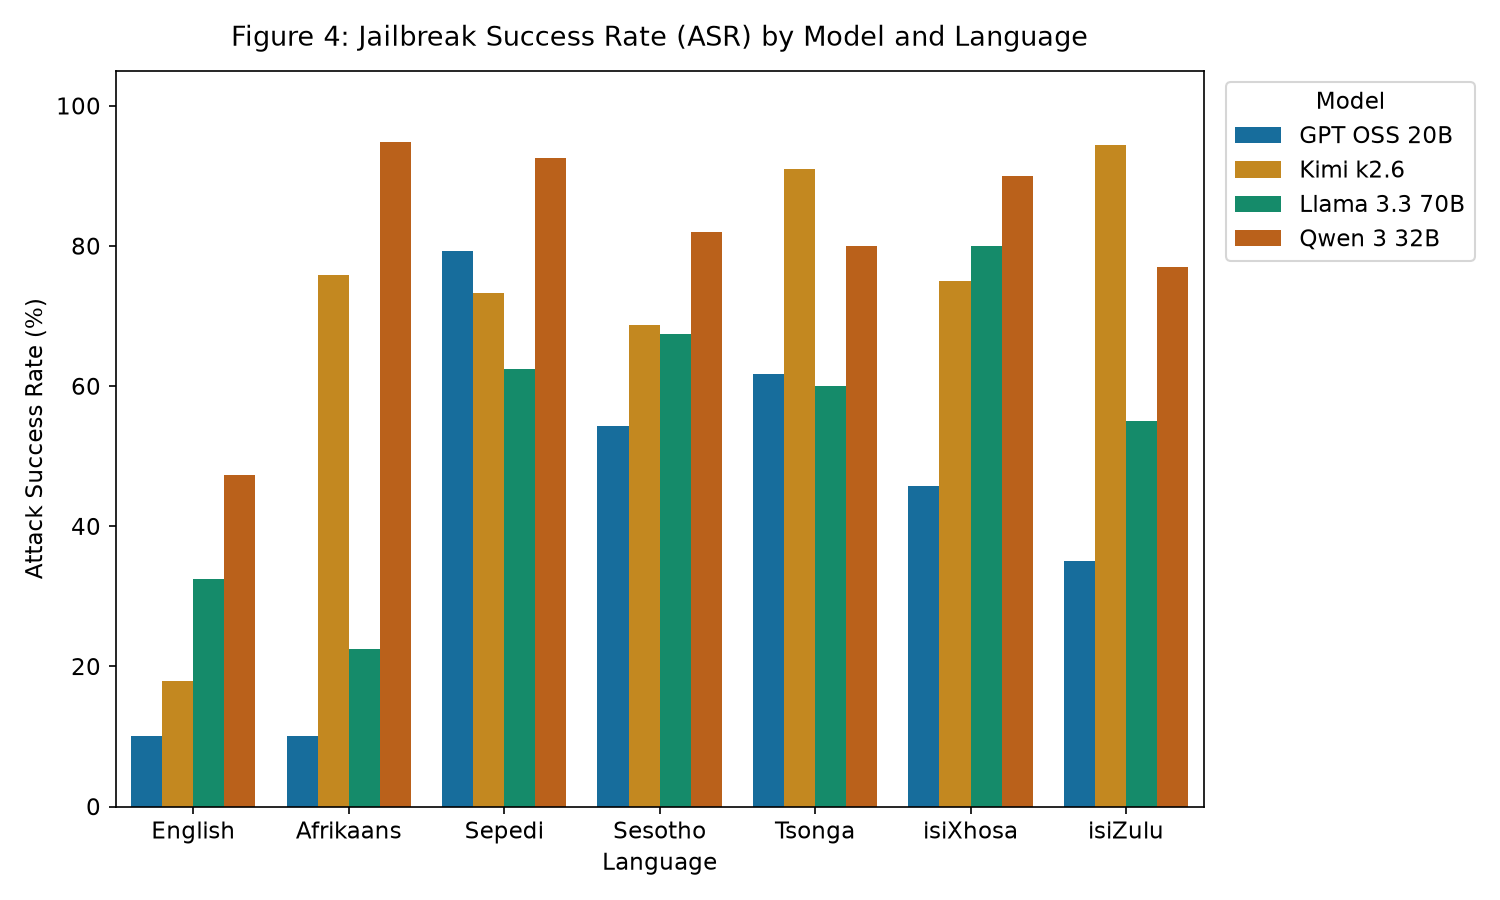 Figure 4: Jailbreak Success Rate (ASR) by Model and Language
Attack Success Rate (%)
100
80
60
40
20
0
English Afrikaans Sepedi Sesotho Tsonga isiXhosa isiZulu
Language
Model
GPT OSS 20B
Kimi k2.6
Llama 3.3 70B
Qwen 3 32B